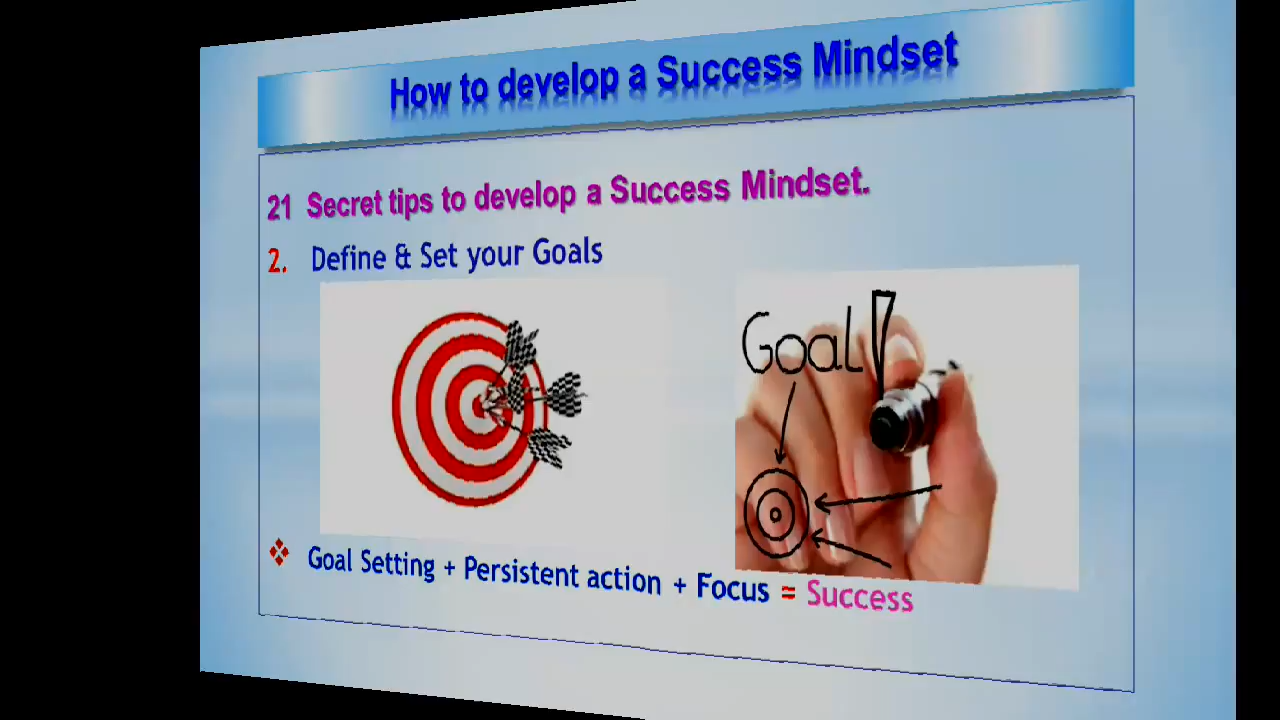 How to develop a Success Mindset
21 Secret tips to develop a Success Mindset.
2. Define & Set your Goals
Goal
Goal Setting + Persistent action + Focus = Success